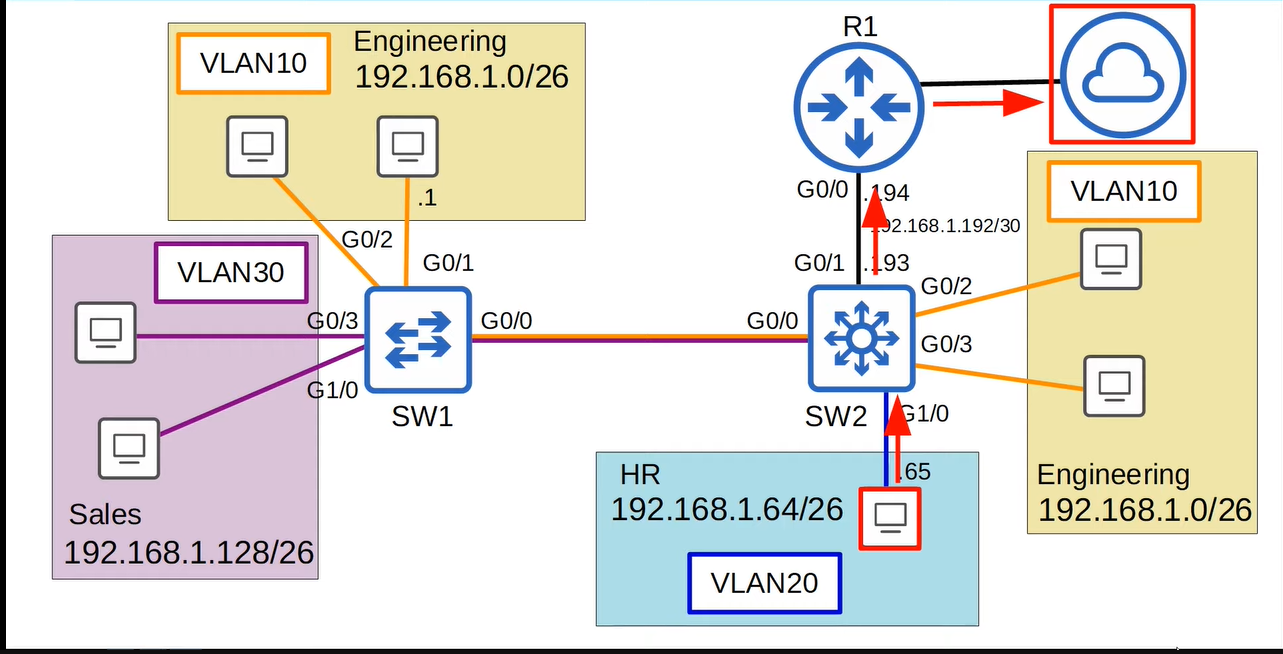 VLAN10
Engineering
192.168.1.0/26
.1
G0/2
G0/1
VLAN30
G0/3
G1/0
Sales
192.168.1.128/26
G0/0
SW1
R1
G0/0
.194
192.168.1.192/30
G0/1
.193
G0/0
G0/2
G0/3
SW2
G1/0
HR
192.168.1.64/26
.65
VLAN20
VLAN10
Engineering
192.168.1.0/26